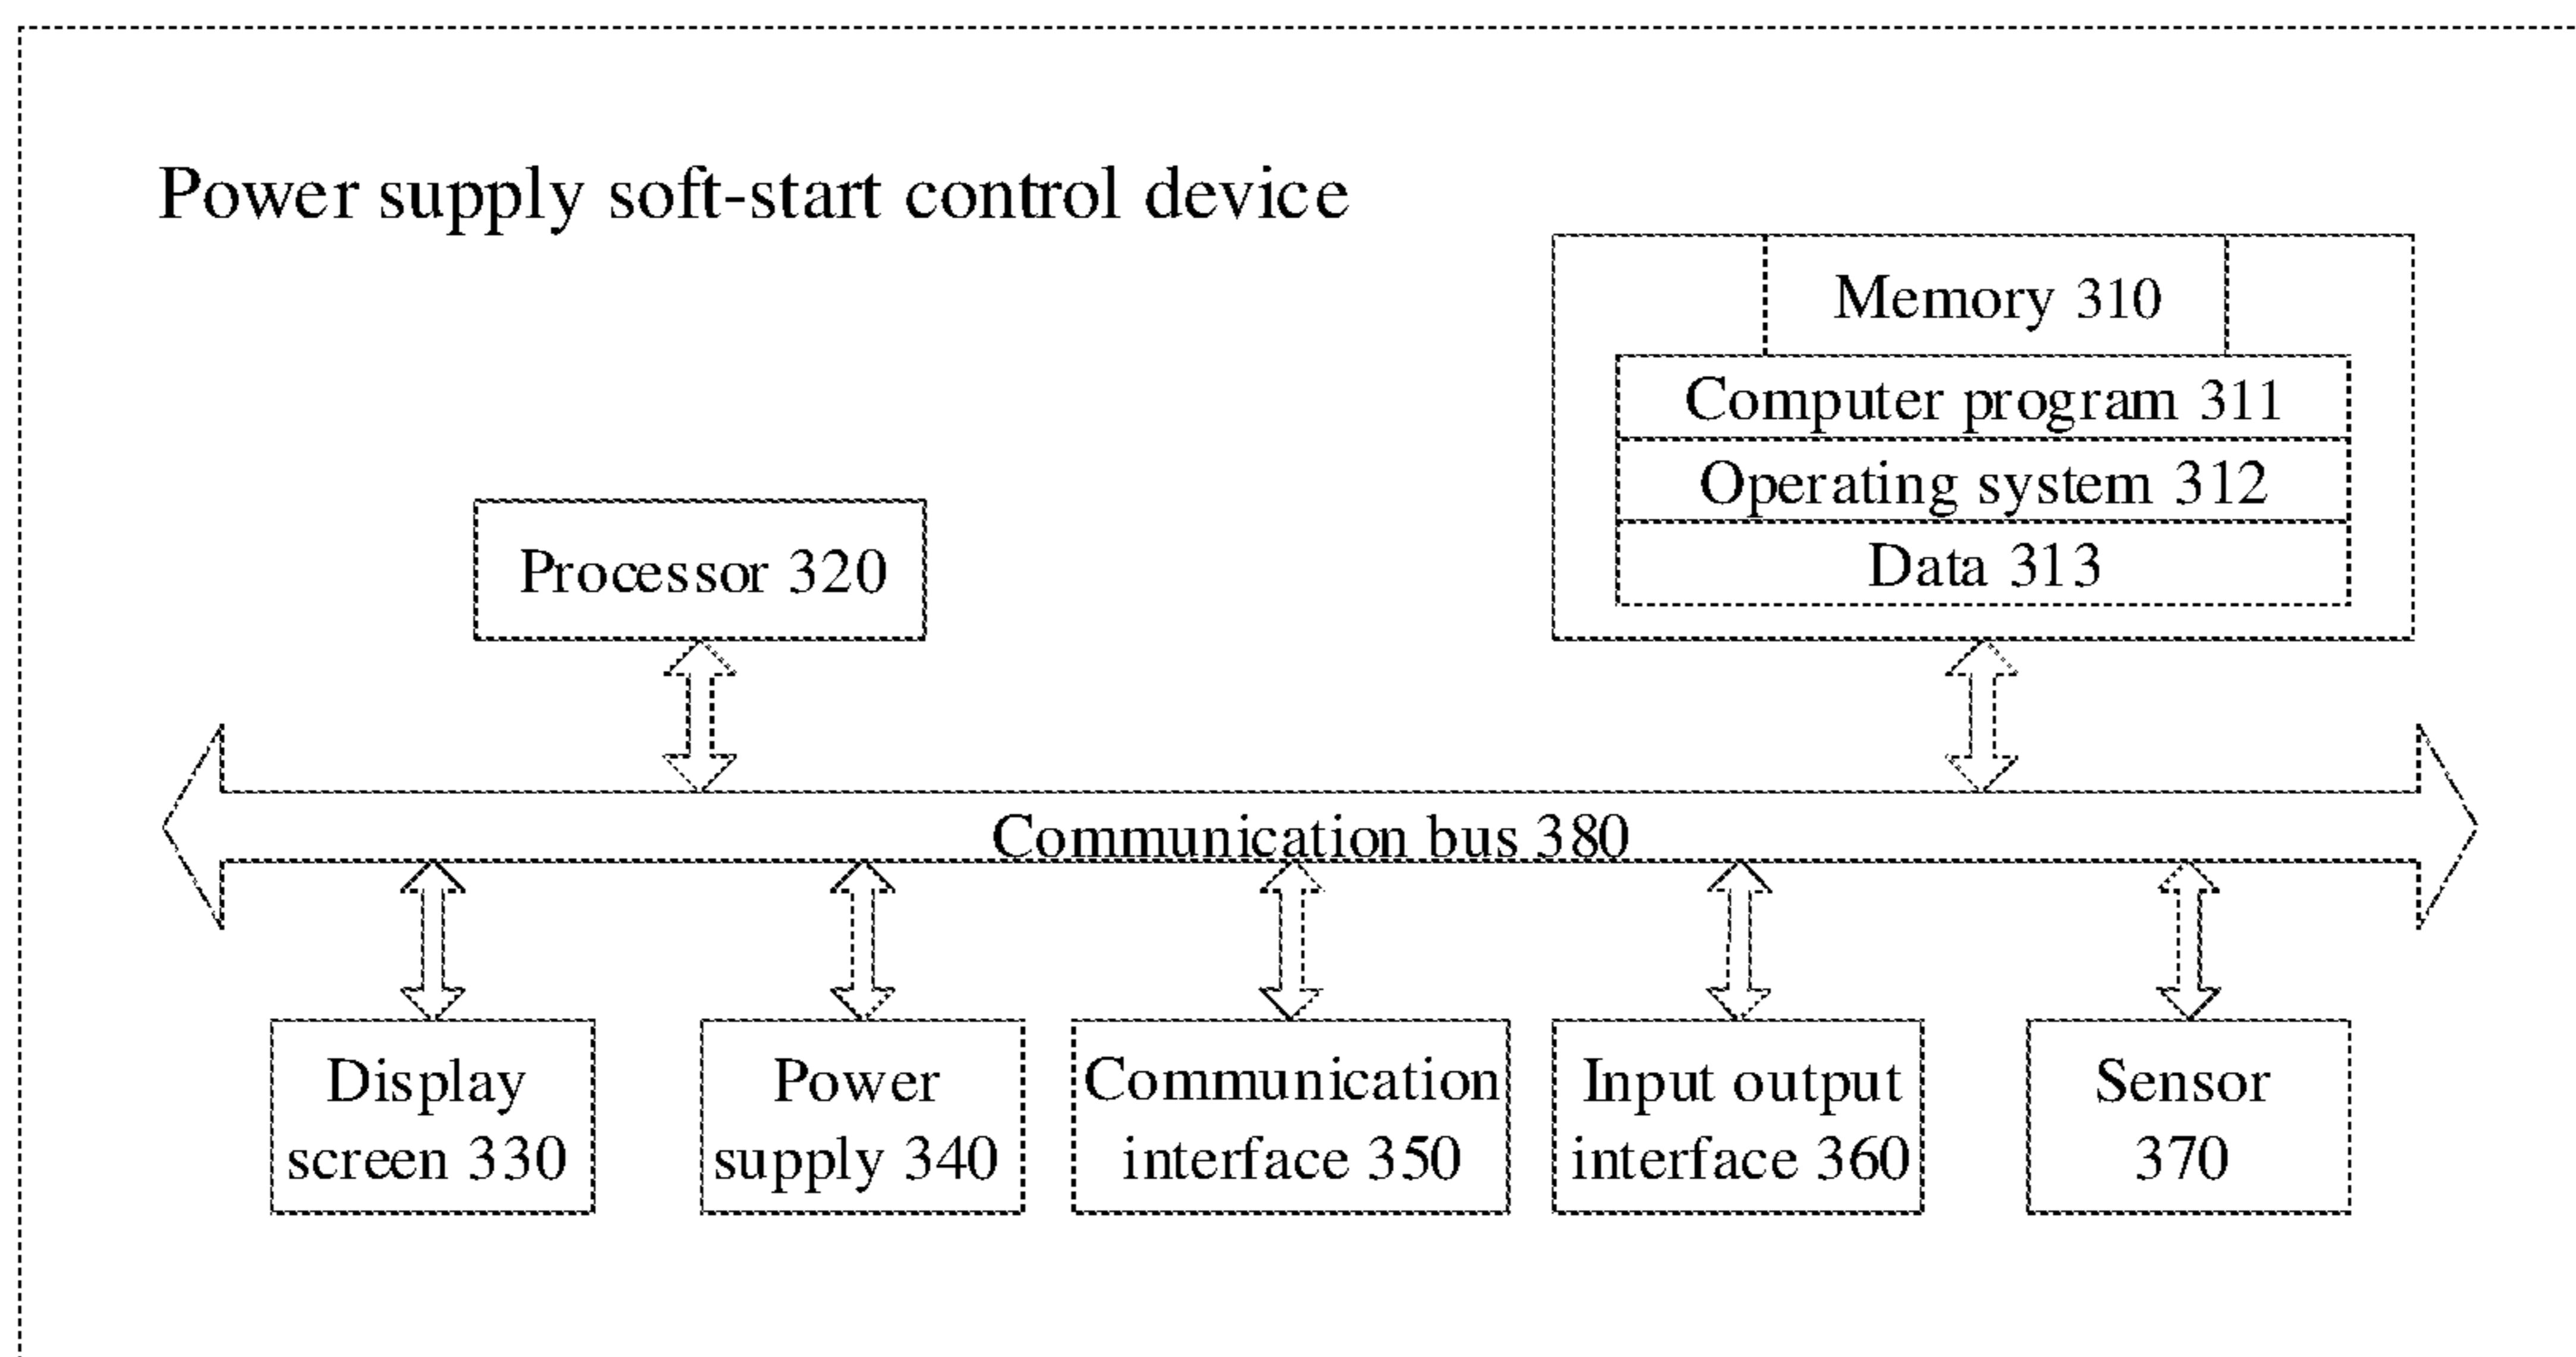 Power supply soft-start control device
Memory 310
Computer program 311
Operating system 312
Data 313
Processor 320
Communication bus 380
Display
screen 330
Power
supply 340
Communication
interface 350
Input output
interface 360
Sensor
370